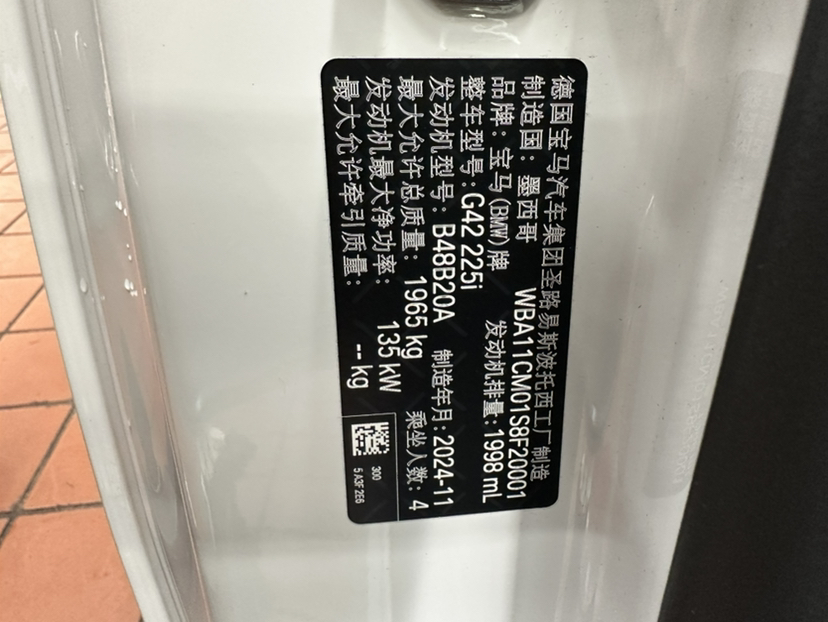 德国宝马汽车集团圣路易斯波托西工厂制造
制造国：墨西哥 WBA11CM01S8F20001
品牌：宝马(BMW)牌 发动机排量：1998 mL
整车型号：G42 225i
发动机型号：B48B20A 制造年月：2024-11
最大允许总质量：1965 kg 乘坐人数：4
发动机最大净功率：135 kW
最大允许牵引质量：-- kg
300
5A3F2E6